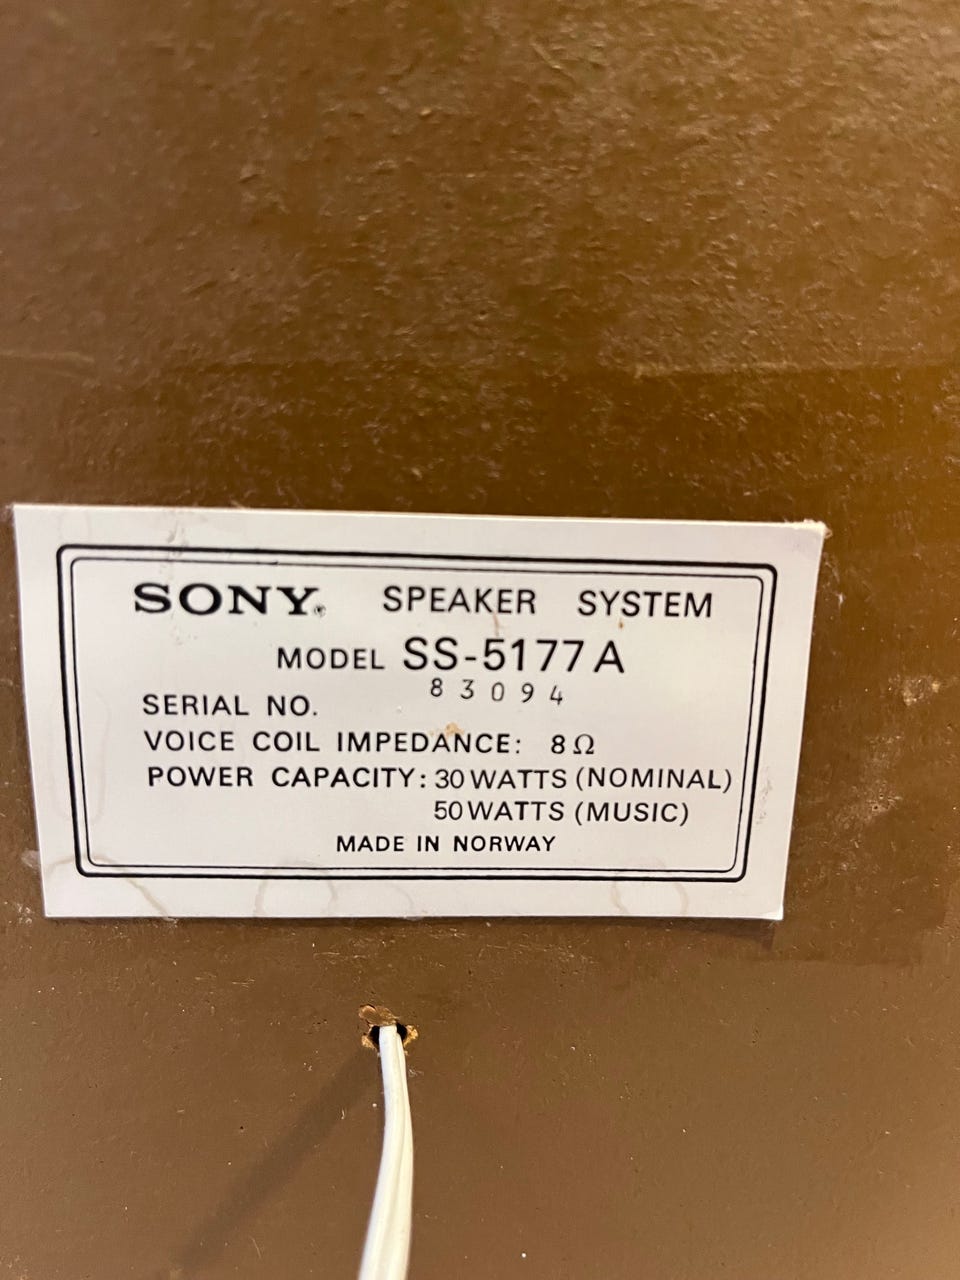 SONY. SPEAKER SYSTEM
MODEL SS-5177A
83094
SERIAL NO.
VOICE COIL IMPEDANCE: 8Ω
POWER CAPACITY: 30 WATTS (NOMINAL)
50 WATTS (MUSIC)
MADE IN NORWAY